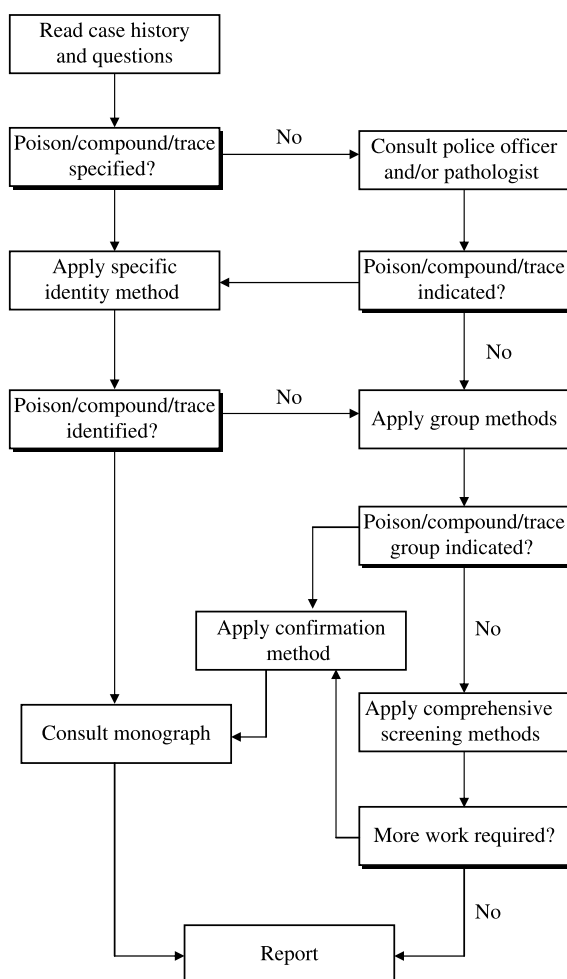 Read case history
and questions
Poison/compound/trace
specified?
No
Consult police officer
and/or pathologist
Apply specific
identity method
Poison/compound/trace
indicated?
No
Poison/compound/trace
identified?
No
Apply group methods
Poison/compound/trace
group indicated?
Apply confirmation
method
No
Apply comprehensive
screening methods
Consult monograph
More work required?
No
Report